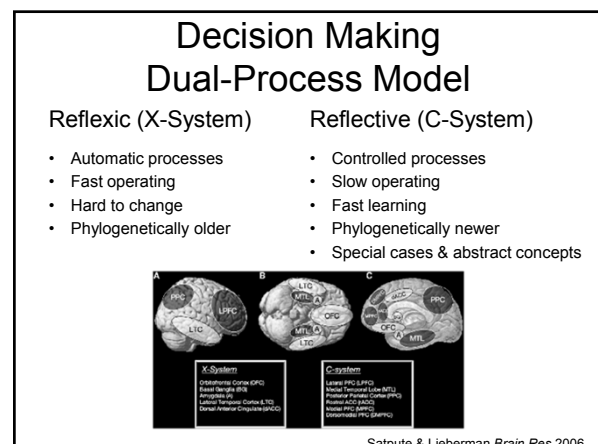 Decision Making
Dual-Process Model
Reflexic (X-System)
• Automatic processes
• Fast operating
• Hard to change
• Phylogenetically older
Reflective (C-System)
• Controlled processes
• Slow operating
• Fast learning
• Phylogenetically newer
• Special cases & abstract concepts
A
PPC
LPFC
LTC
B
LTC
MTL
A
OFC
MTL
A
LTC
C
dACC
PPC
MPFC
rACC
OFC
A
MTL
X-System
Orbitofrontal Cortex (OFC)
Basal Ganglia (BG)
Amygdala (A)
Lateral Temporal Cortex (LTC)
Dorsal Anterior Cingulate (dACC)
C-system
Lateral PFC (LPFC)
Medial Temporal Lobe (MTL)
Posterior Parietal Cortex (PPC)
Rostral ACC (rACC)
Medial PFC (MPFC)
Dorsomedial PFC (DMPFC)
Satpute & Lieberman Brain Res 2006